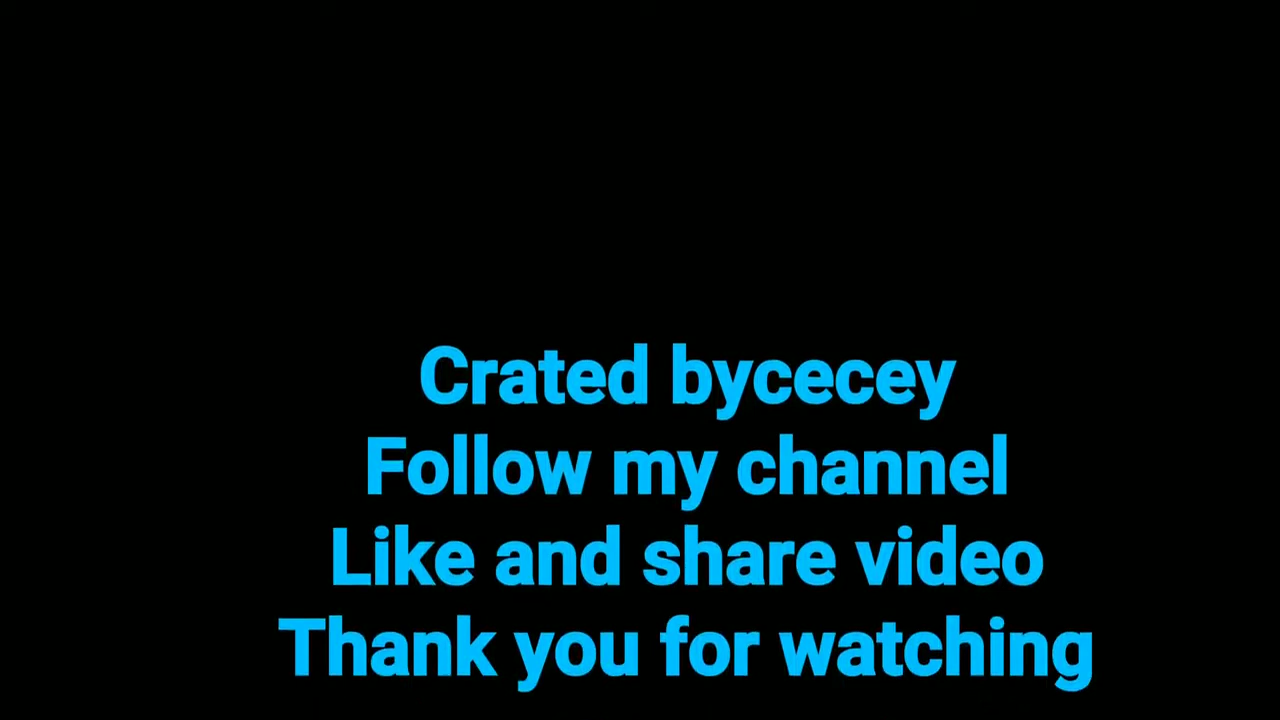 Crated bycecey
Follow my channel
Like and share video
Thank you for watching